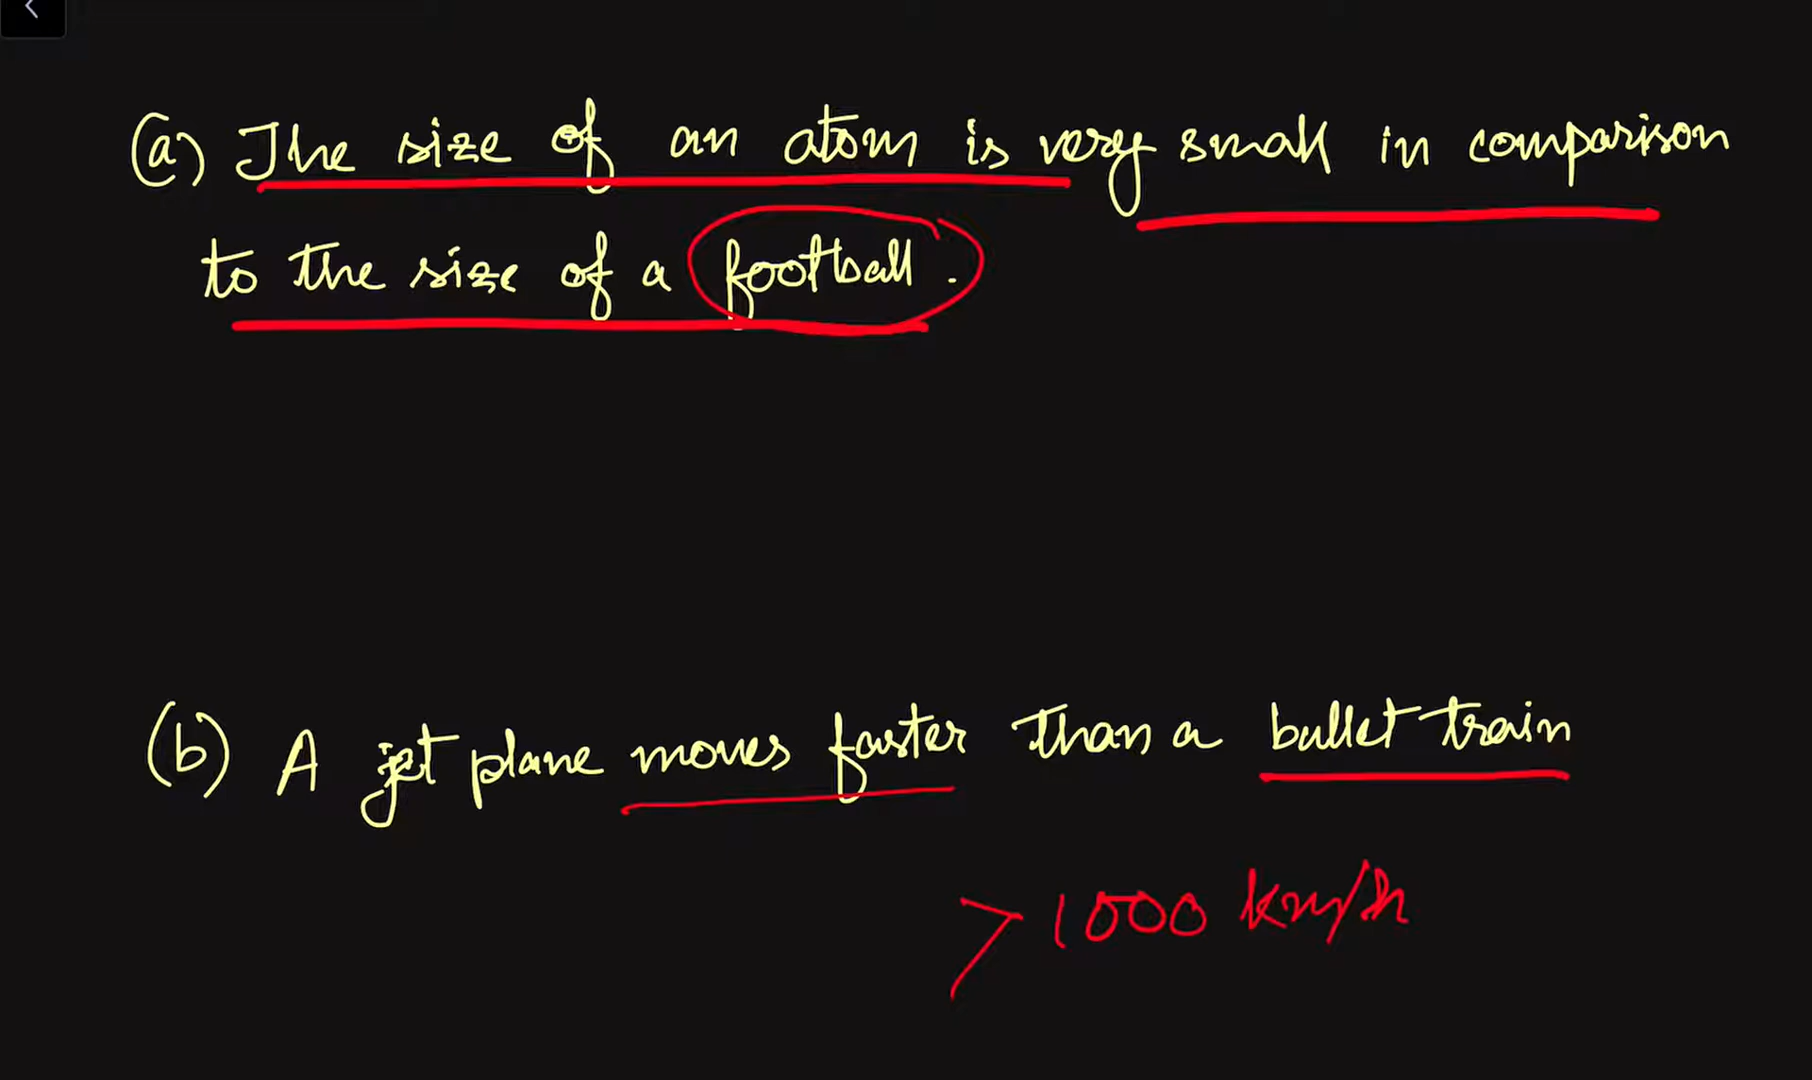 (a) The size of an atom is very small in comparison
to the size of a football.
(b) A jet plane moves faster than a bullet train
> 1000 km/h